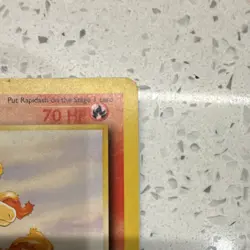 Put Rapidash on the Stage 1 card
70 HP